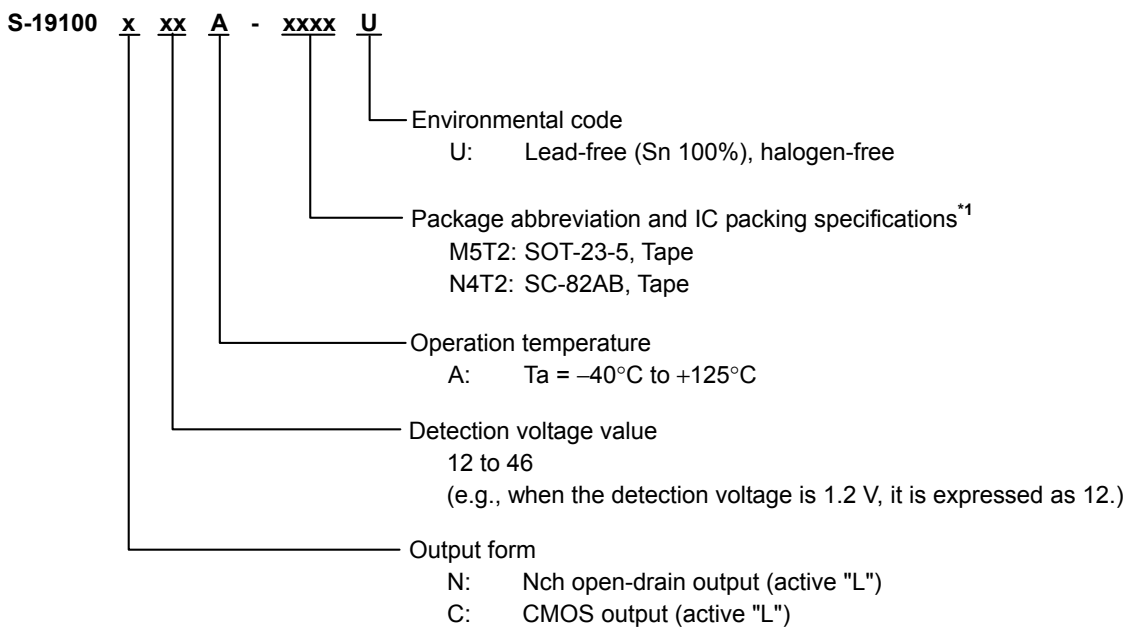 S-19100 x xx A - xxxx U
Environmental code
U: Lead-free (Sn 100%), halogen-free
Package abbreviation and IC packing specifications*1
M5T2: SOT-23-5, Tape
N4T2: SC-82AB, Tape
Operation temperature
A: Ta = −40°C to +125°C
Detection voltage value
12 to 46
(e.g., when the detection voltage is 1.2 V, it is expressed as 12.)
Output form
N: Nch open-drain output (active "L")
C: CMOS output (active "L")